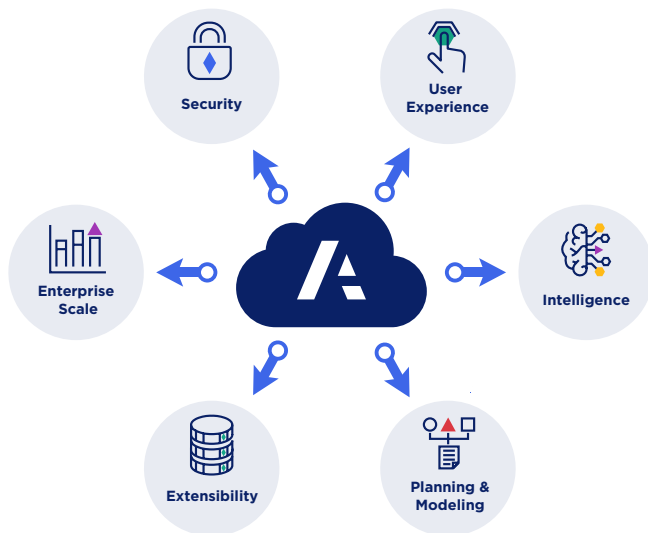 Security
User
Experience
Enterprise
Scale
A
Intelligence
Extensibility
Planning &
Modeling